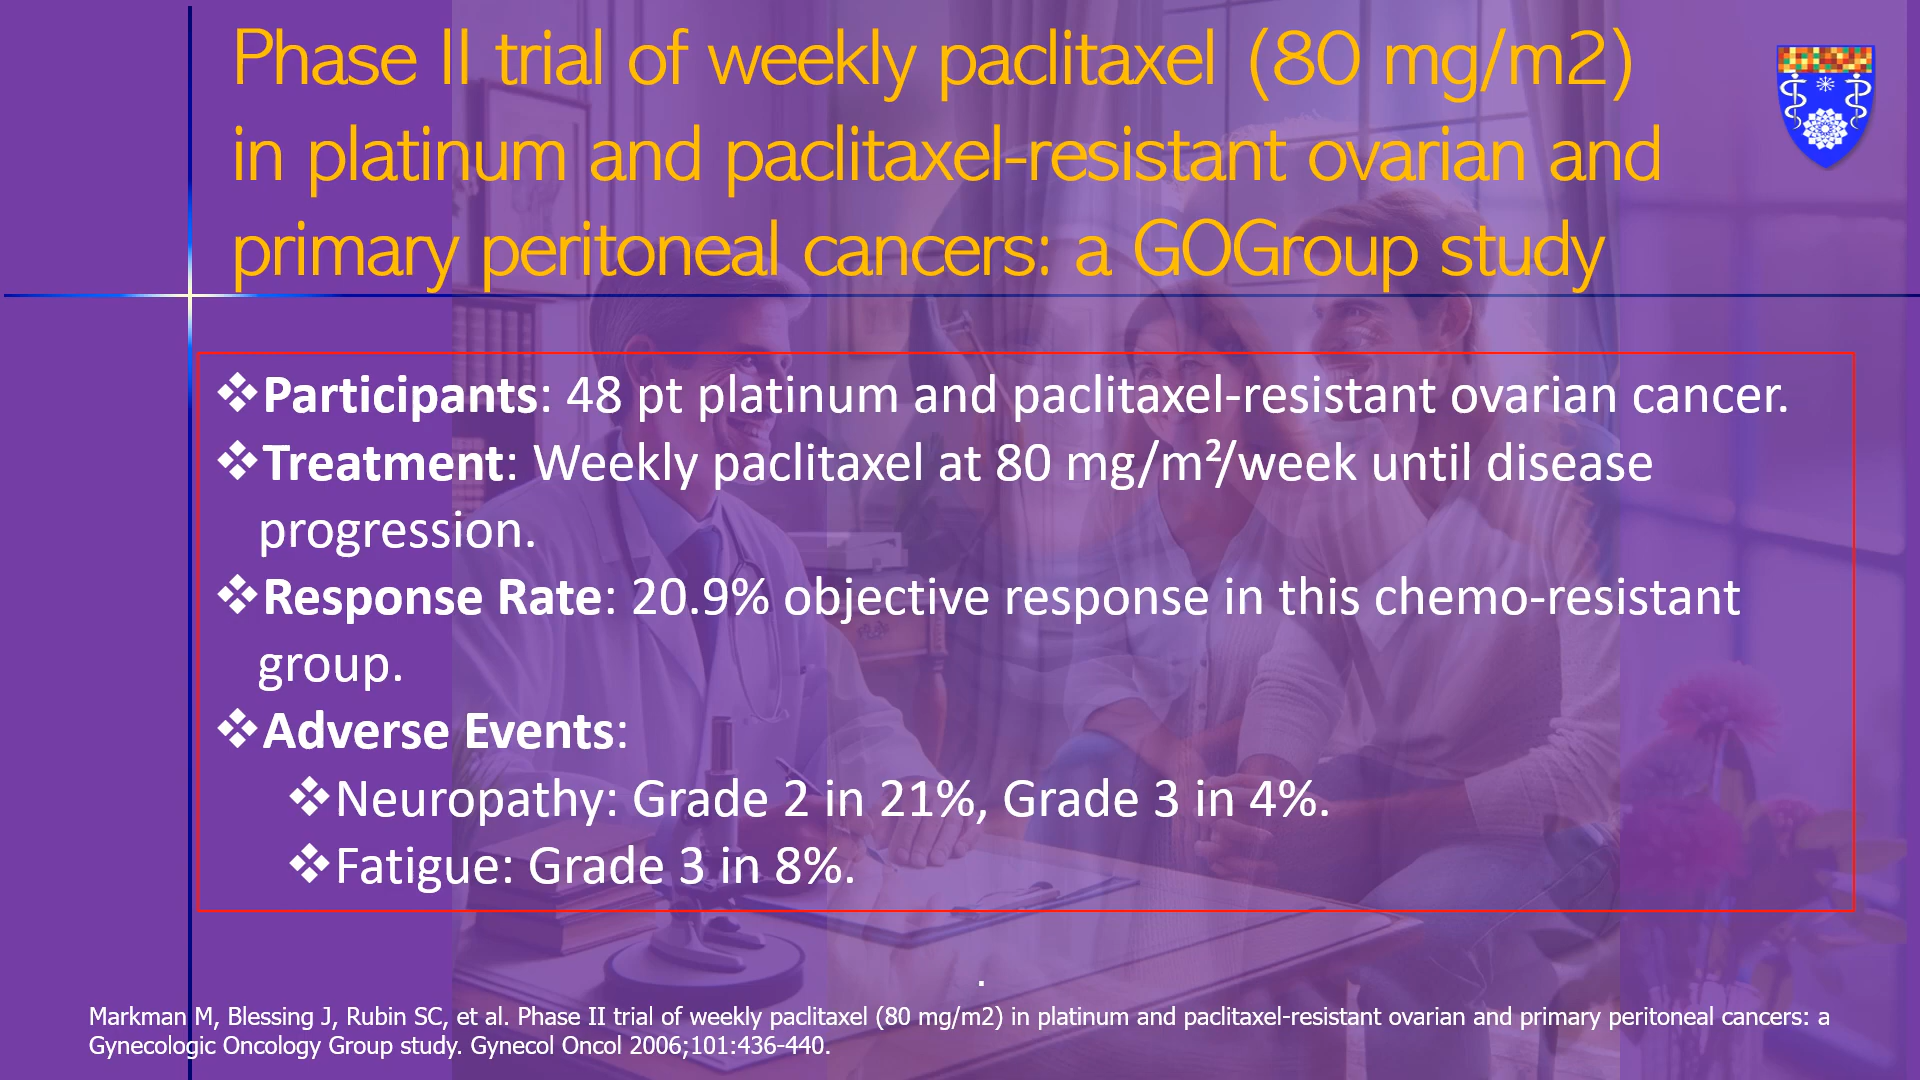 Phase II trial of weekly paclitaxel (80 mg/m2)
in platinum and paclitaxel-resistant ovarian and
primary peritoneal cancers: a GOGroup study
❖Participants: 48 pt platinum and paclitaxel-resistant ovarian cancer.
❖Treatment: Weekly paclitaxel at 80 mg/m²/week until disease
progression.
❖Response Rate: 20.9% objective response in this chemo-resistant
group.
❖Adverse Events:
❖Neuropathy: Grade 2 in 21%, Grade 3 in 4%.
❖Fatigue: Grade 3 in 8%.
.
Markman M, Blessing J, Rubin SC, et al. Phase II trial of weekly paclitaxel (80 mg/m2) in platinum and paclitaxel-resistant ovarian and primary peritoneal cancers: a
Gynecologic Oncology Group study. Gynecol Oncol 2006;101:436-440.